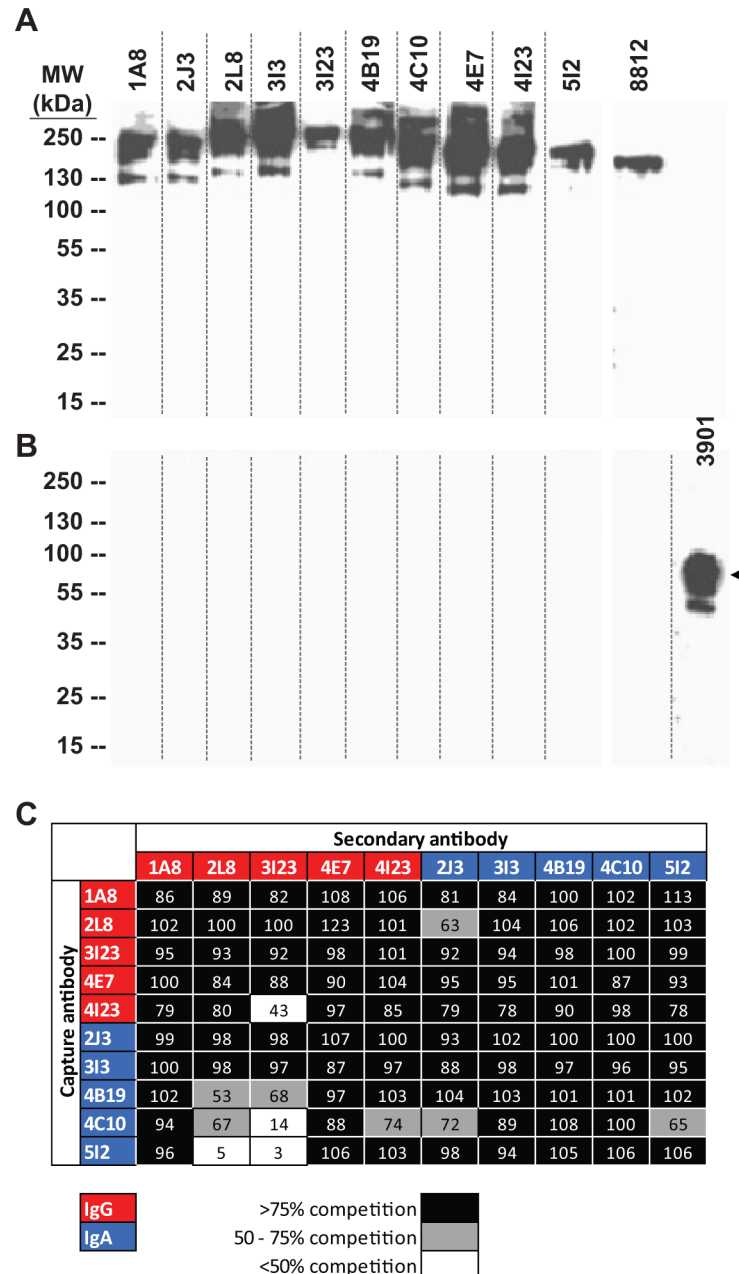 A
MW
(kDa)
1A8 2J3 2L8 3I3 3I23 4B19 4C10 4E7 4I23 5I2 8812
250 --
130 --
100 --
55 --
35 --
25 --
15 --
B
3901
250 --
130 --
100 --
55 --
35 --
25 --
15 --
C
Secondary antibody
1A8 2L8 3I23 4E7 4I23 2J3 3I3 4B19 4C10 5I2
Capture antibody
1A8 86 89 82 108 106 81 84 100 102 113
2L8 102 100 100 123 101 63 104 106 102 103
3I23 95 93 92 98 101 92 94 98 100 99
4E7 100 84 88 90 104 95 95 101 87 93
4I23 79 80 43 97 85 79 78 90 98 78
2J3 99 98 98 107 100 93 102 100 100 100
3I3 100 98 97 87 97 88 98 97 96 95
4B19 102 53 68 97 103 104 103 101 101 102
4C10 94 67 14 88 74 72 89 108 100 65
5I2 96 5 3 106 103 98 94 105 106 106
IgG >75% competition
IgA 50 - 75% competition
<50% competition